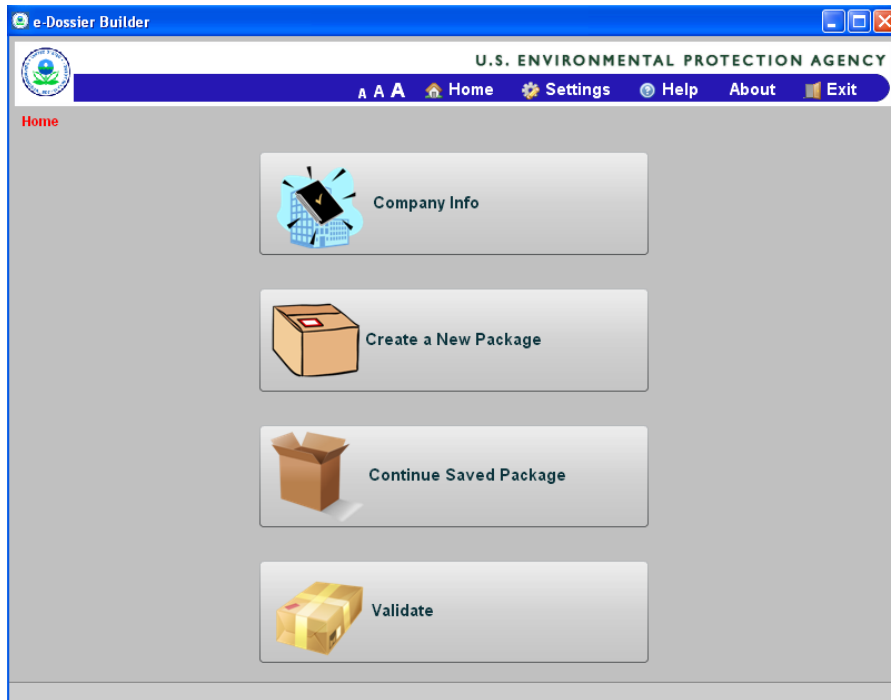 e-Dossier Builder
U.S. ENVIRONMENTAL PROTECTION AGENCY
A A A Home Settings Help About Exit
Home
Company Info
Create a New Package
Continue Saved Package
Validate